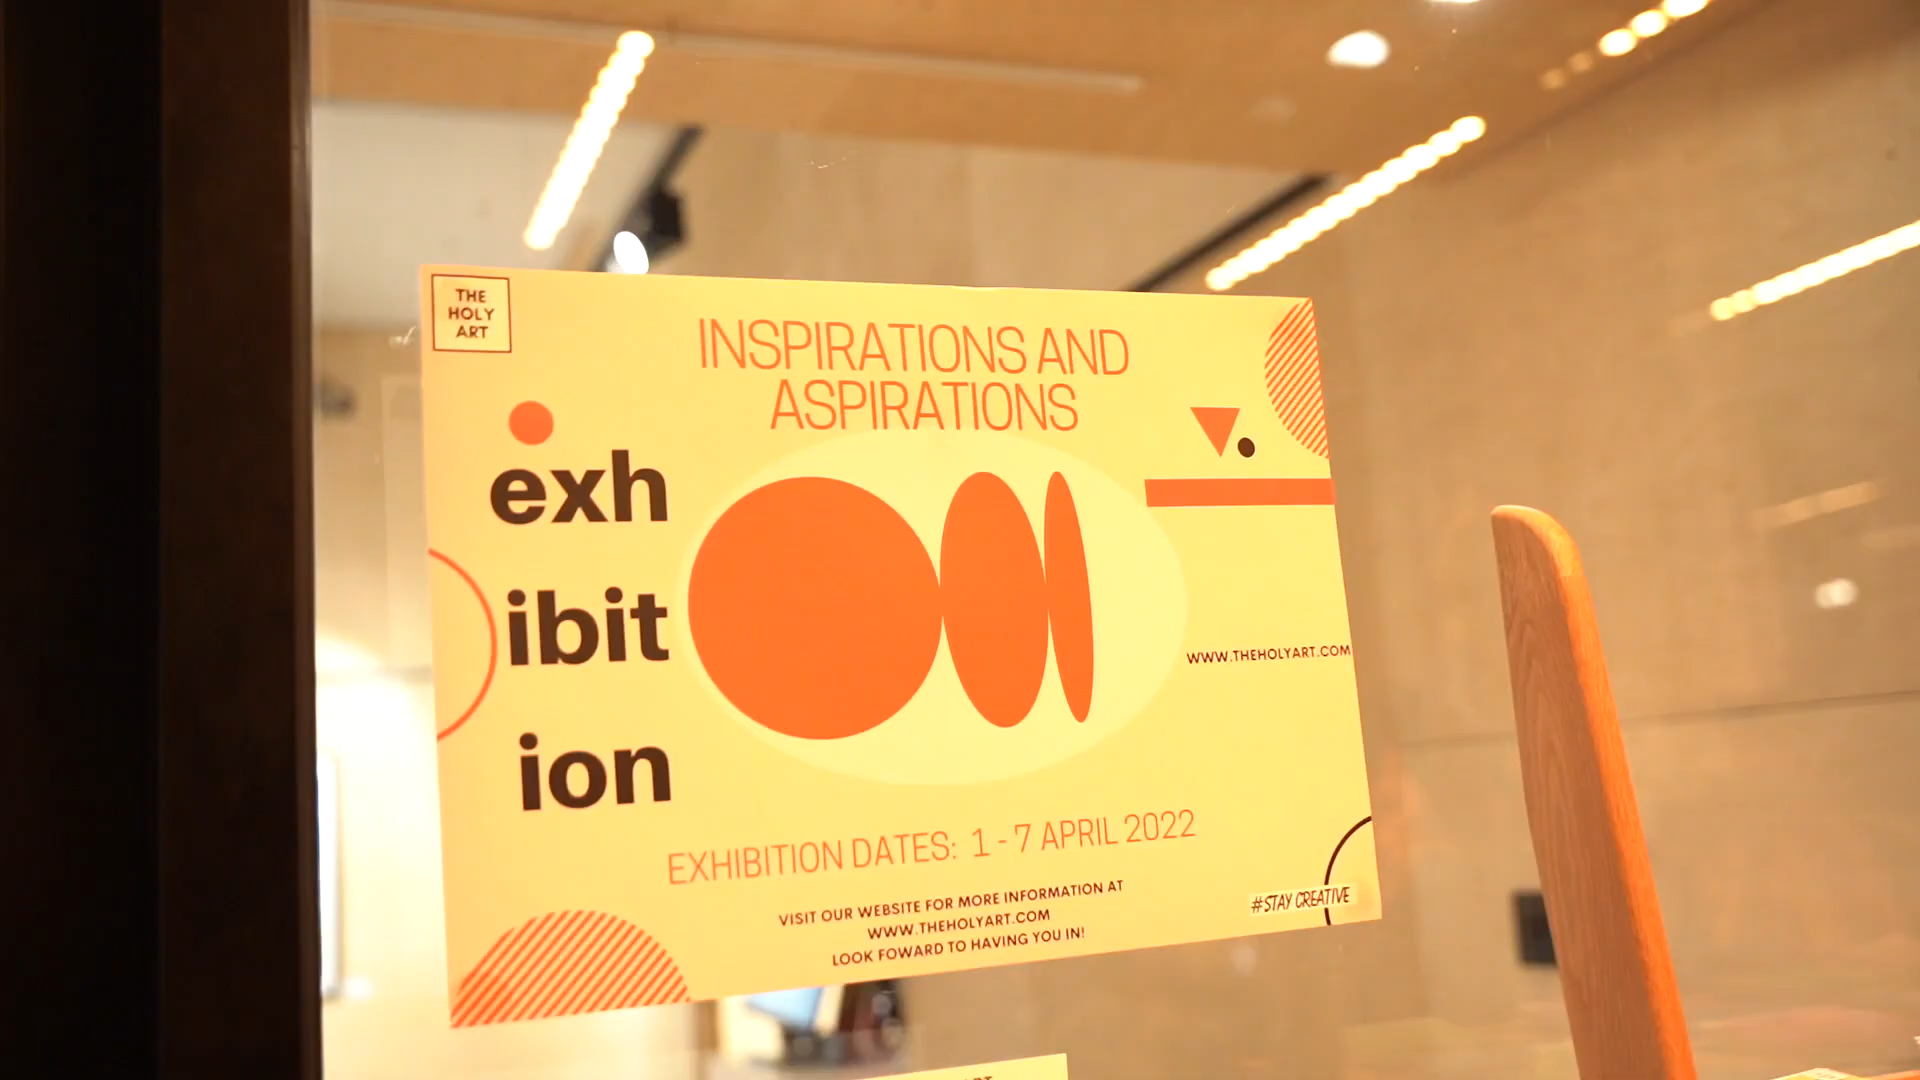 THE
HOLY
ART
INSPIRATIONS AND
ASPIRATIONS
exh
ibit
ion
WWW.THEHOLYART.COM
EXHIBITION DATES: 1 - 7 APRIL 2022
VISIT OUR WEBSITE FOR MORE INFORMATION AT
WWW.THEHOLYART.COM
LOOK FOWARD TO HAVING YOU IN!
#STAY CREATIVE